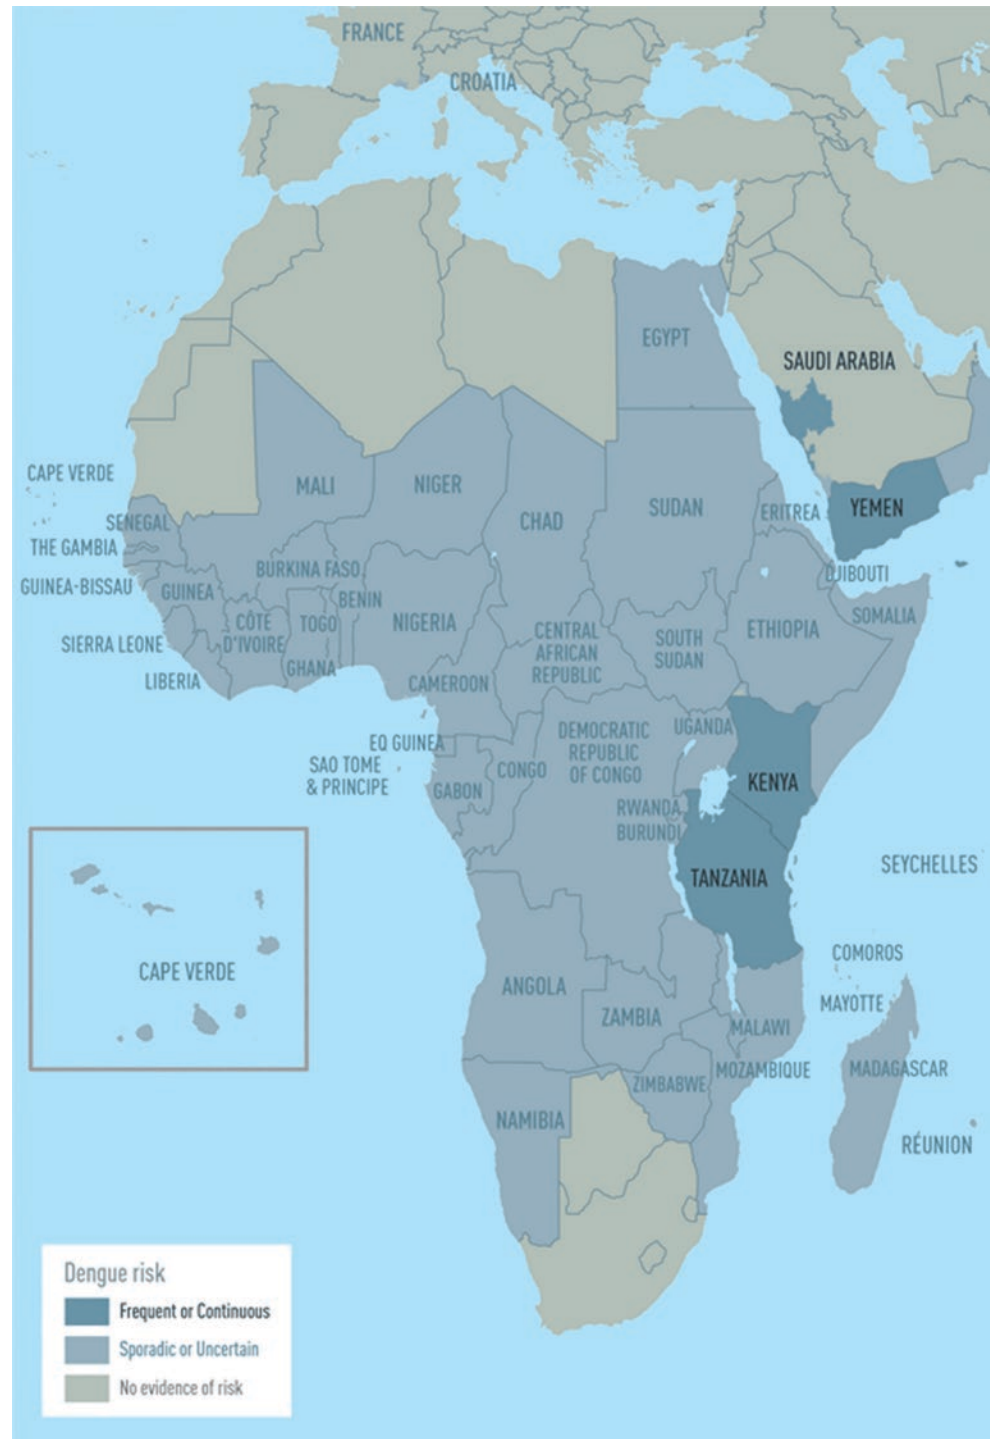 FRANCE
CROATIA
EGYPT
SAUDI ARABIA
CAPE VERDE
MALI
NIGER
CHAD
SUDAN
ERITREA
YEMEN
SENEGAL
THE GAMBIA
GUINEA-BISSAU
GUINEA
BURKINA FASO
BENIN
DJIBOUTI
SIERRA LEONE
CÔTE
D'IVOIRE
TOGO
NIGERIA
CENTRAL
AFRICAN
REPUBLIC
SOUTH
SUDAN
ETHIOPIA
SOMALIA
LIBERIA
GHANA
CAMEROON
EQ GUINEA
SAO TOME
& PRINCIPE
GABON
CONGO
DEMOCRATIC
REPUBLIC
OF CONGO
UGANDA
KENYA
RWANDA
BURUNDI
TANZANIA
SEYCHELLES
CAPE VERDE
COMOROS
MAYOTTE
ANGOLA
ZAMBIA
MALAWI
MOZAMBIQUE
MADAGASCAR
ZIMBABWE
NAMIBIA
RÉUNION
Dengue risk
Frequent or Continuous
Sporadic or Uncertain
No evidence of risk